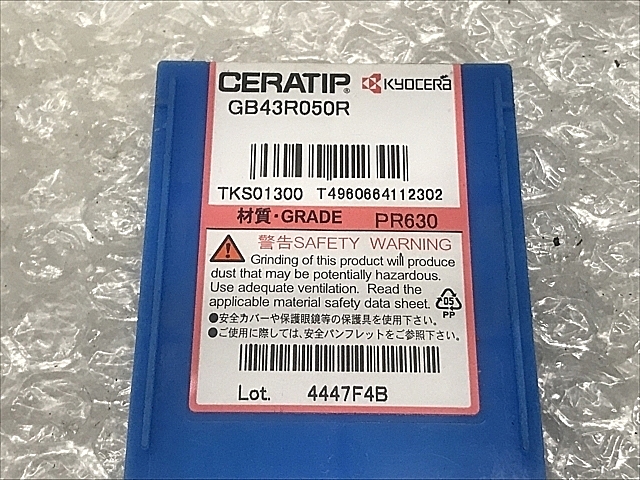 CERATIP® KYOCERA
GB43R050R
TKS01300 T4960664112302
材質・GRADE PR630
警告SAFETY WARNING
Grinding of this product will produce
dust that may be potentially hazardous.
Use adequate ventilation. Read the
applicable material safety data sheet.
05
PP
●安全カバーや保護眼鏡等の保護具を使用下さい。
●ご使用に際しては、安全パンフレットをご参照下さい。
Lot. 4447F4B